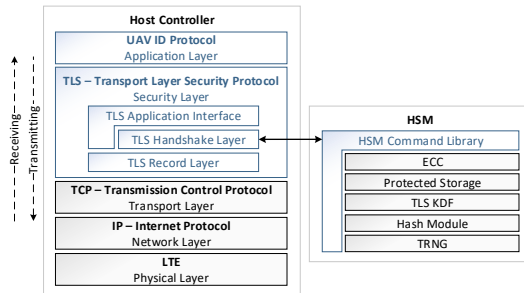 Host Controller
UAV ID Protocol
Application Layer
TLS – Transport Layer Security Protocol
Security Layer
TLS Application Interface
TLS Handshake Layer
TLS Record Layer
TCP – Transmission Control Protocol
Transport Layer
IP – Internet Protocol
Network Layer
LTE
Physical Layer
Receiving
Transmitting
HSM
HSM Command Library
ECC
Protected Storage
TLS KDF
Hash Module
TRNG